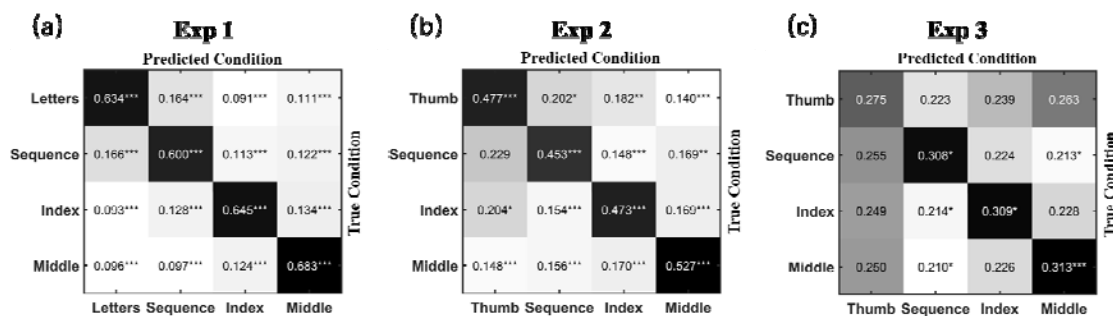 (a) Exp 1
Predicted Condition
Letters 0.634*** 0.164*** 0.091*** 0.111***
Sequence 0.166*** 0.600*** 0.113*** 0.122***
Index 0.093*** 0.128*** 0.645*** 0.134***
Middle 0.096*** 0.097*** 0.124*** 0.683***
Letters Sequence Index Middle
True Condition
(b) Exp 2
Predicted Condition
Thumb 0.477*** 0.202* 0.182** 0.140***
Sequence 0.229 0.453*** 0.148*** 0.169**
Index 0.204* 0.154*** 0.473*** 0.169***
Middle 0.148*** 0.156*** 0.170*** 0.527***
Thumb Sequence Index Middle
True Condition
(c) Exp 3
Predicted Condition
Thumb 0.275 0.223 0.239 0.263
Sequence 0.255 0.308* 0.224 0.213*
Index 0.249 0.214* 0.309* 0.228
Middle 0.250 0.210* 0.226 0.313***
Thumb Sequence Index Middle
True Condition